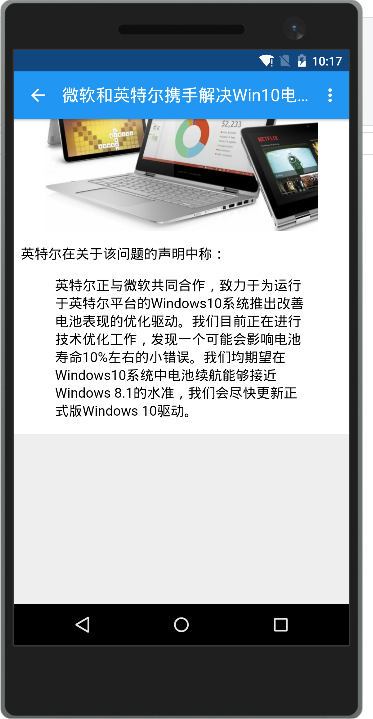 10:17
微软和英特尔携手解决Win10电...
$2,233
NETFLIX
英特尔在关于该问题的声明中称：
英特尔正与微软共同合作，致力于为运行
于英特尔平台的Windows10系统推出改善
电池表现的优化驱动。我们目前正在进行
技术优化工作，发现一个可能会影响电池
寿命10%左右的小错误。我们均期望在
Windows10系统中电池续航能够接近
Windows 8.1的水准，我们会尽快更新正
式版Windows 10驱动。